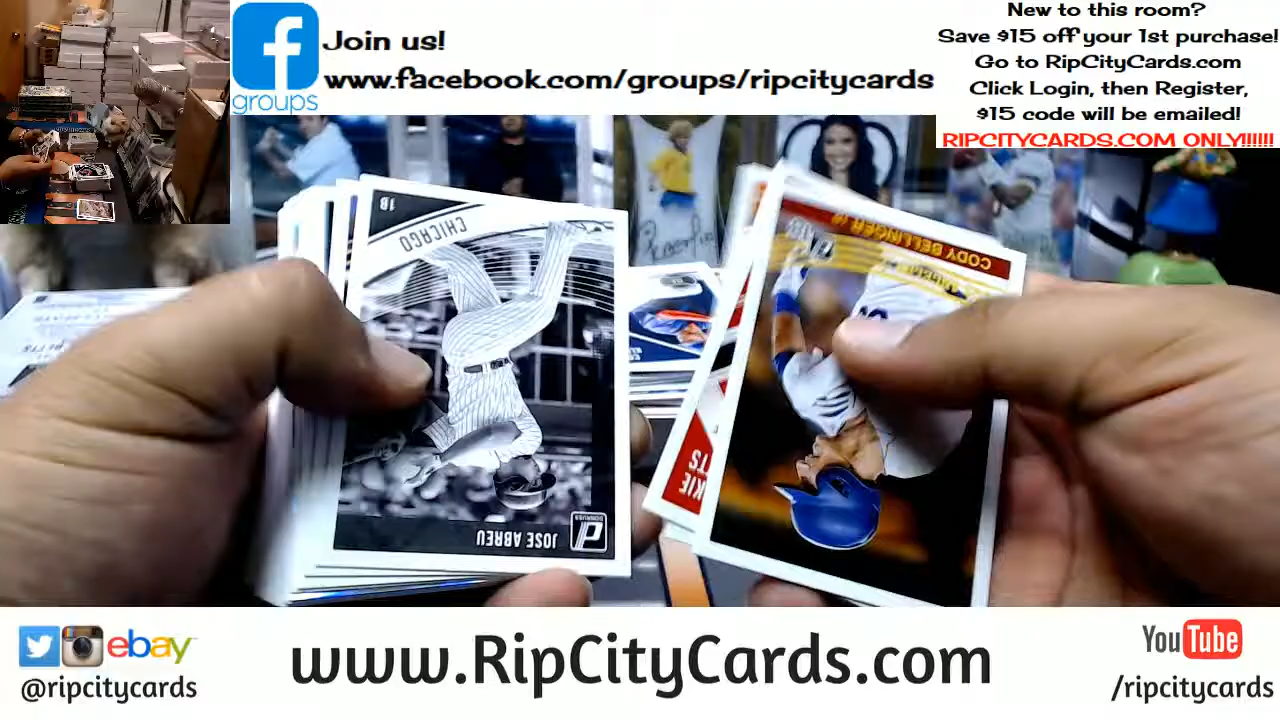 groups
Join us!
www.facebook.com/groups/ripcitycards
New to this room?
Save $15 off your 1st purchase!
Go to RipCityCards.com
Click Login, then Register,
$15 code will be emailed!
RIPCITYCARDS.COM ONLY!!!!!!
1B
CHICAGO
JOSE ABREU
DONRUSS
CODY BELLINGER
ebay
@ripcitycards
www.RipCityCards.com
YouTube
/ripcitycards